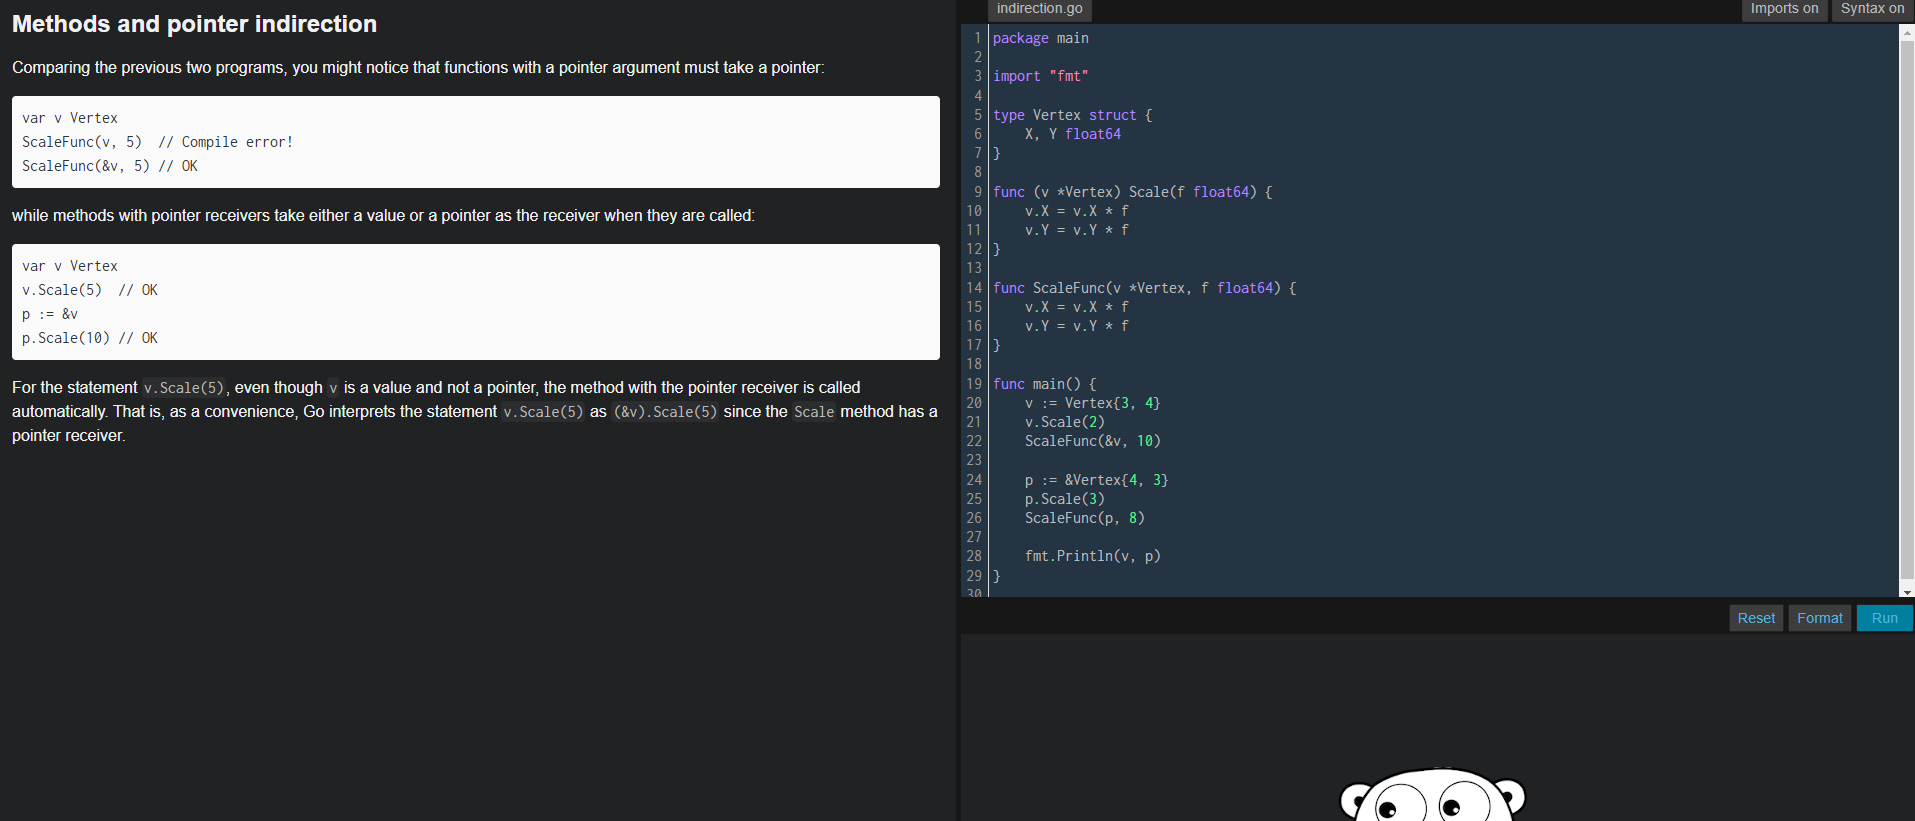 Methods and pointer indirection
Comparing the previous two programs, you might notice that functions with a pointer argument must take a pointer:
var v Vertex
ScaleFunc(v, 5)  // Compile error!
ScaleFunc(&v, 5) // OK
while methods with pointer receivers take either a value or a pointer as the receiver when they are called:
var v Vertex
v.Scale(5)  // OK
p := &v
p.Scale(10) // OK
For the statement v.Scale(5), even though v is a value and not a pointer, the method with the pointer receiver is called
automatically. That is, as a convenience, Go interprets the statement v.Scale(5) as (&v).Scale(5) since the Scale method has a
pointer receiver.
indirection.go
Imports on
Syntax on
1 package main
2
3 import "fmt"
4
5 type Vertex struct {
6     X, Y float64
7 }
8
9 func (v *Vertex) Scale(f float64) {
10     v.X = v.X * f
11     v.Y = v.Y * f
12 }
13
14 func ScaleFunc(v *Vertex, f float64) {
15     v.X = v.X * f
16     v.Y = v.Y * f
17 }
18
19 func main() {
20     v := Vertex{3, 4}
21     v.Scale(2)
22     ScaleFunc(&v, 10)
23
24     p := &Vertex{4, 3}
25     p.Scale(3)
26     ScaleFunc(p, 8)
27
28     fmt.Println(v, p)
29 }
30
Reset
Format
Run